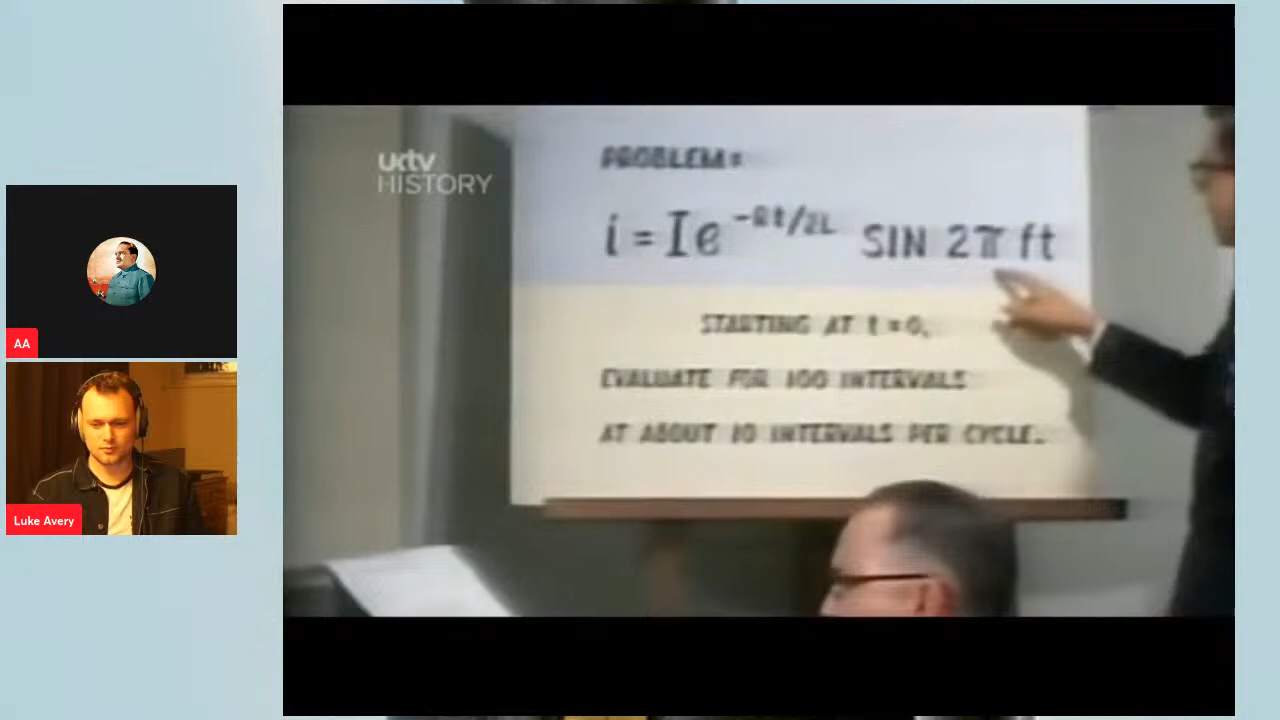 AA
Luke Avery
uktv
HISTORY
PROBLEM:
i = Ie^-Rt/2L SIN 2π ft
STARTING AT t = 0,
EVALUATE FOR 100 INTERVALS
AT ABOUT 10 INTERVALS PER CYCLE.